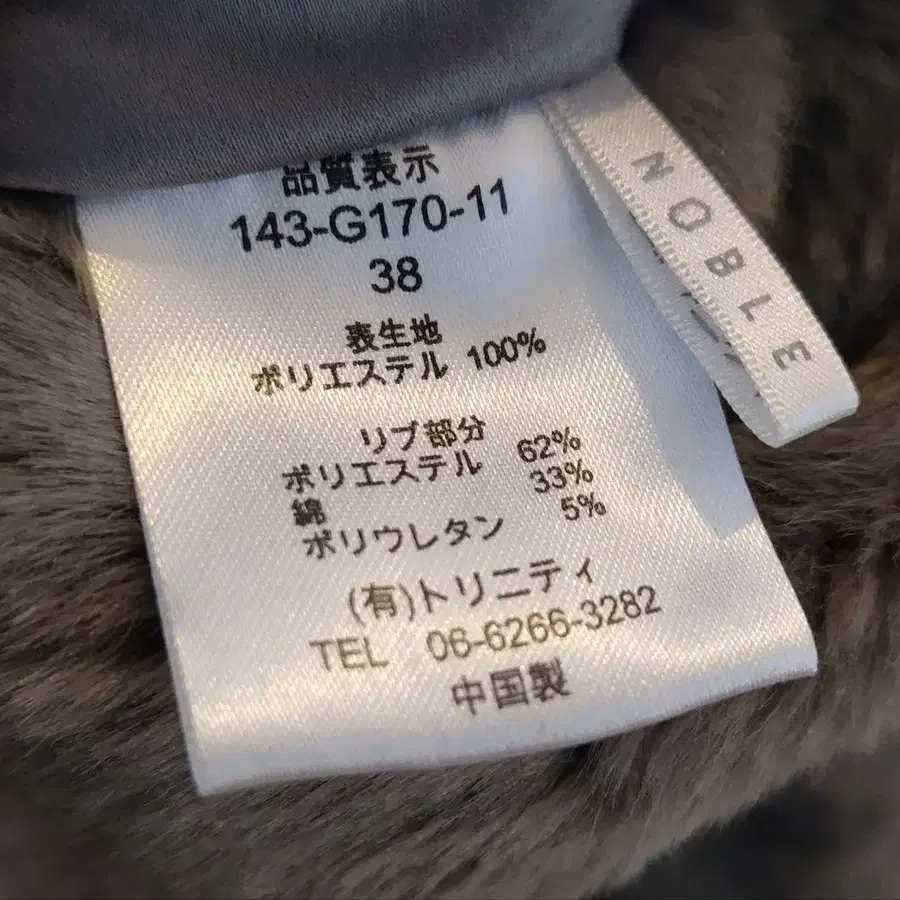 品質表示
143-G170-11
38
表生地
ポリエステル 100%
リブ部分
ポリエステル 62%
綿 33%
ポリウレタン 5%
(有)トリニティ
TEL 06-6266-3282
中国製
NOBLE